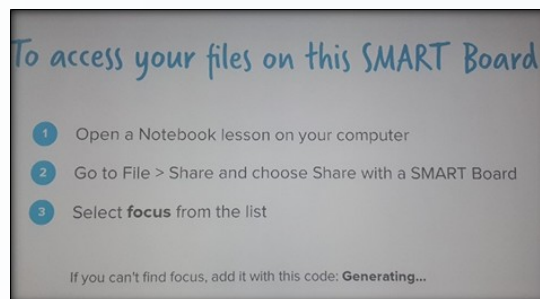 To access your files on this SMART Board
1 Open a Notebook lesson on your computer
2 Go to File > Share and choose Share with a SMART Board
3 Select focus from the list
If you can't find focus, add it with this code: Generating...